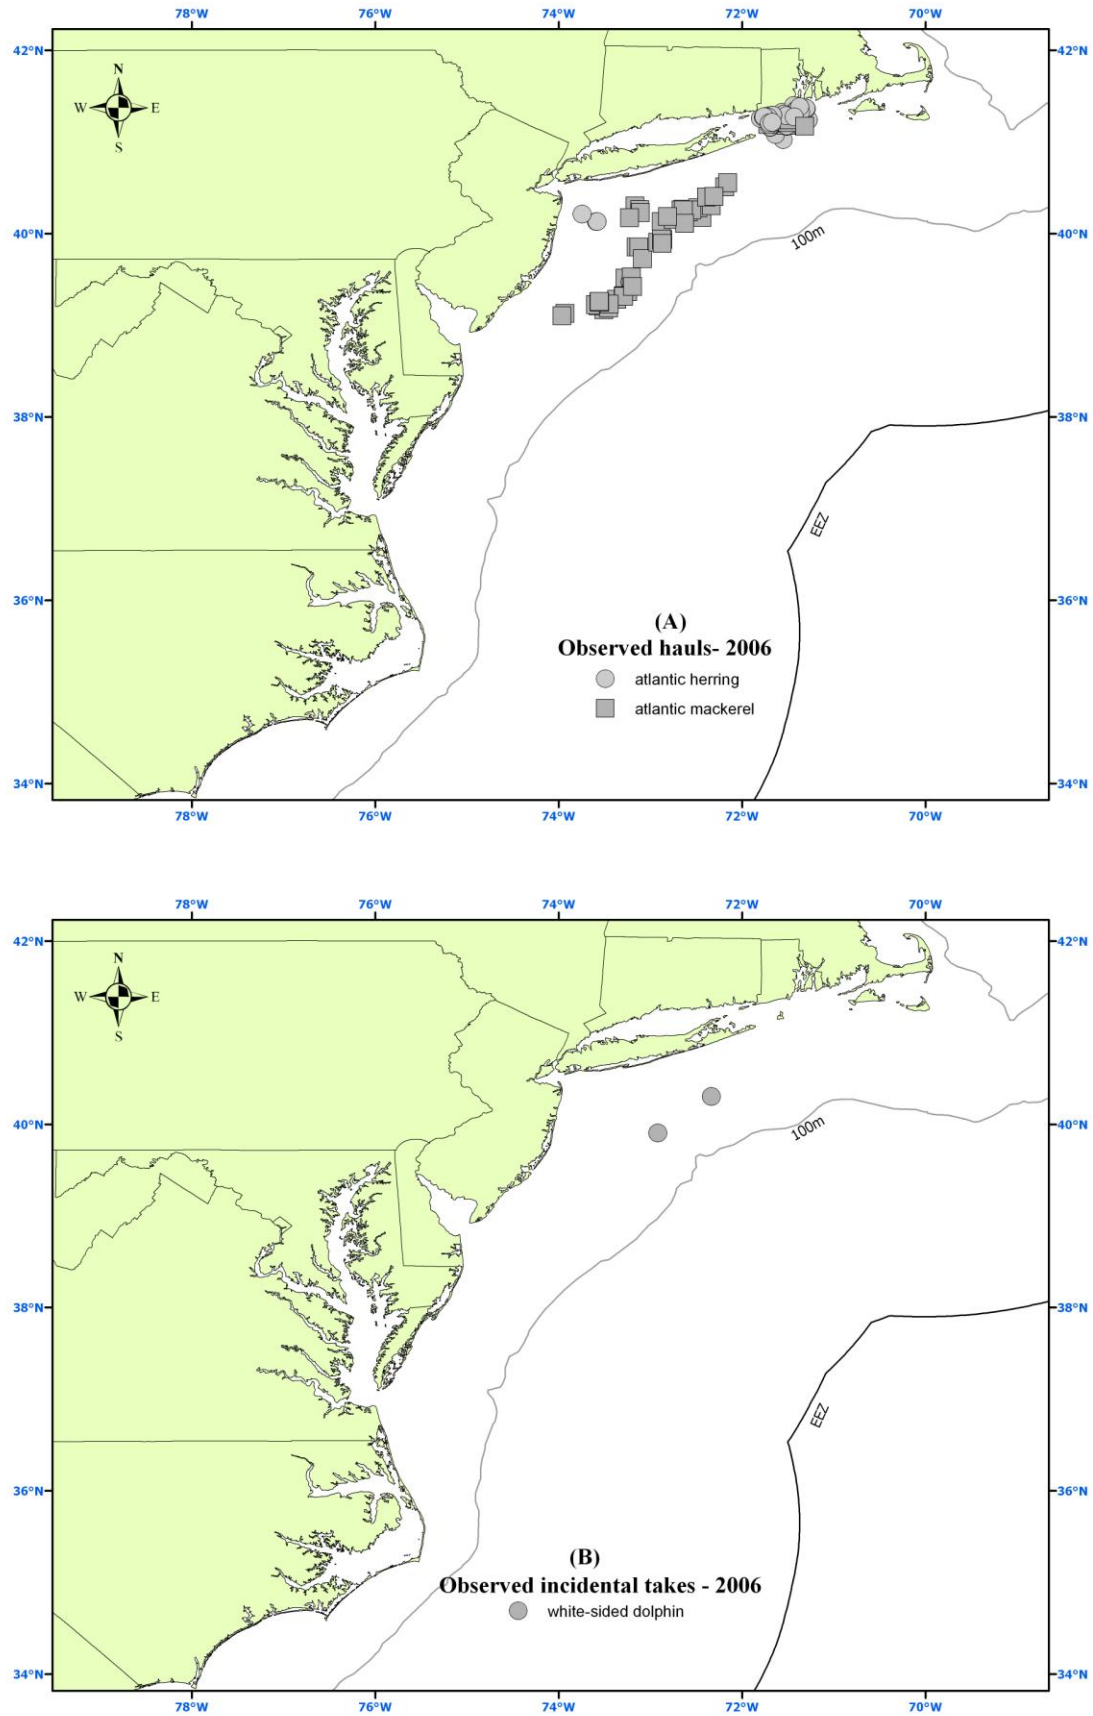 78°W 76°W 74°W 72°W 70°W
42°N 42°N
N
W E
S
40°N 40°N
100m
38°N 38°N
EEZ
36°N 36°N
(A)
Observed hauls- 2006
atlantic herring
atlantic mackerel
34°N 34°N
78°W 76°W 74°W 72°W 70°W
78°W 76°W 74°W 72°W 70°W
42°N 42°N
N
W E
S
40°N 40°N
100m
38°N 38°N
EEZ
36°N 36°N
(B)
Observed incidental takes - 2006
white-sided dolphin
34°N 34°N
78°W 76°W 74°W 72°W 70°W